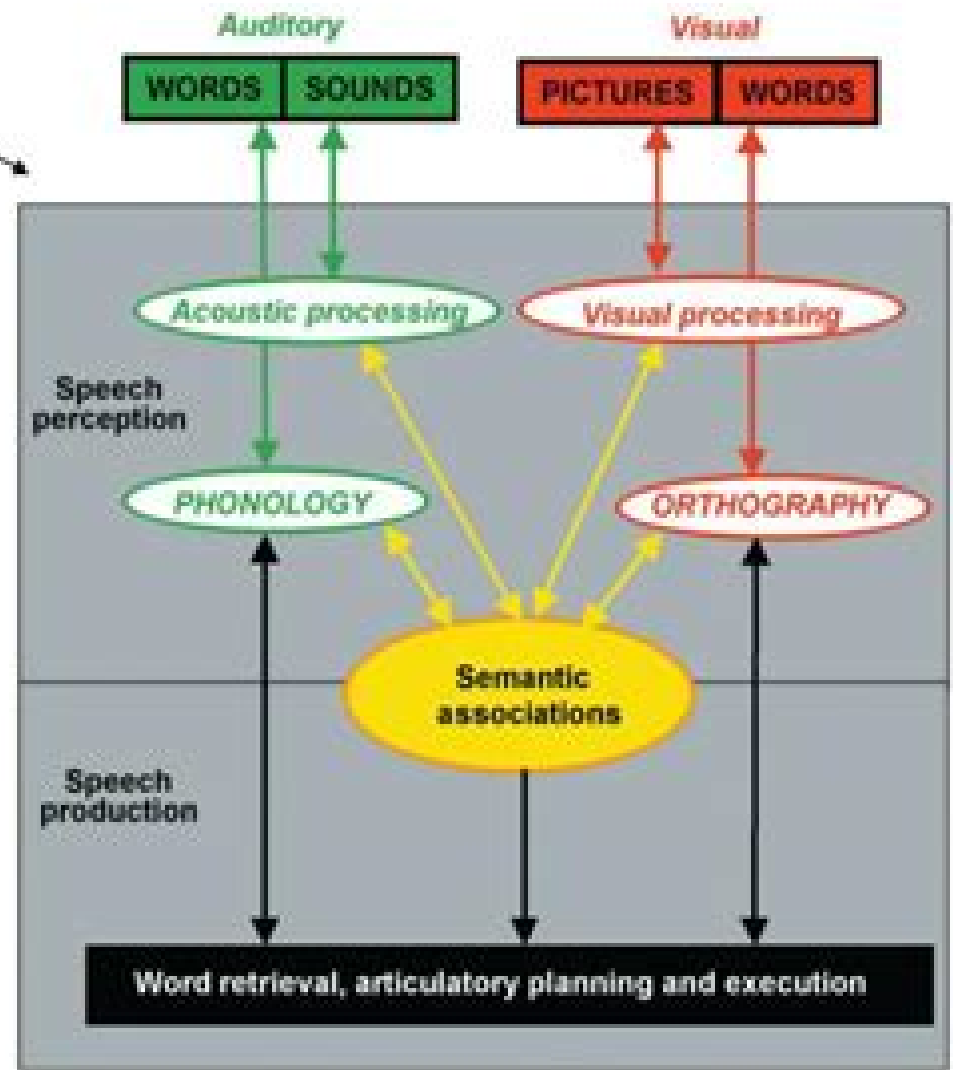 Auditory
Visual
WORDS SOUNDS
PICTURES WORDS
Acoustic processing
Visual processing
Speech
perception
PHONOLOGY
ORTHOGRAPHY
Semantic
associations
Speech
production
Word retrieval, articulatory planning and execution